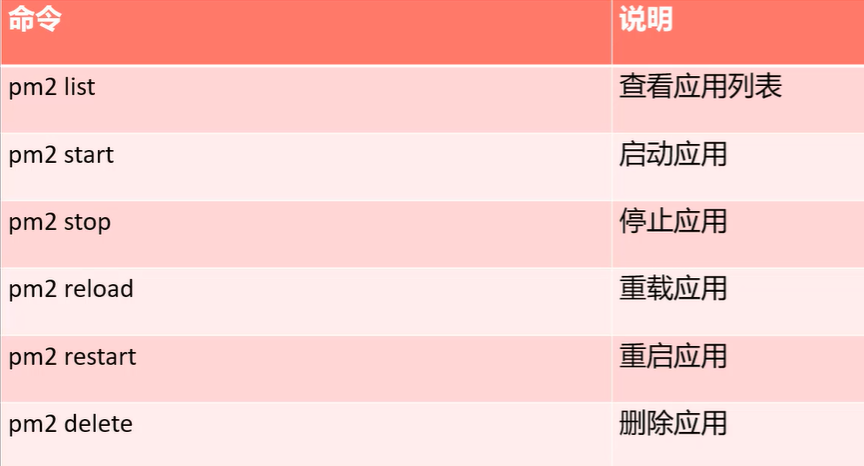 命令 说明
pm2 list 查看应用列表
pm2 start 启动应用
pm2 stop 停止应用
pm2 reload 重载应用
pm2 restart 重启应用
pm2 delete 删除应用